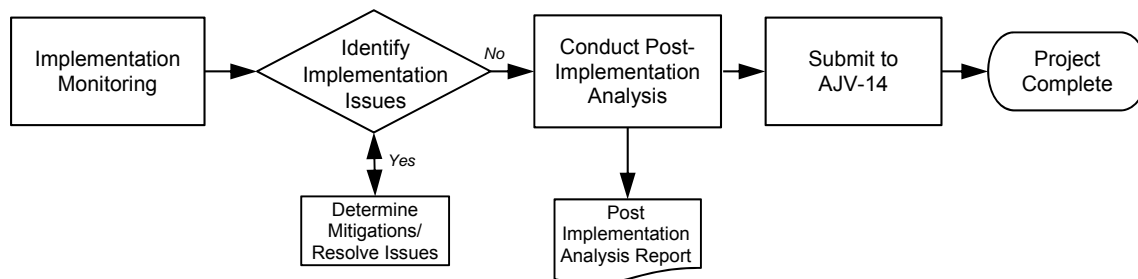 Implementation
Monitoring
Identify
Implementation
Issues
No
Conduct Post-
Implementation
Analysis
Submit to
AJV-14
Project
Complete
Yes
Determine
Mitigations/
Resolve Issues
Post
Implementation
Analysis Report